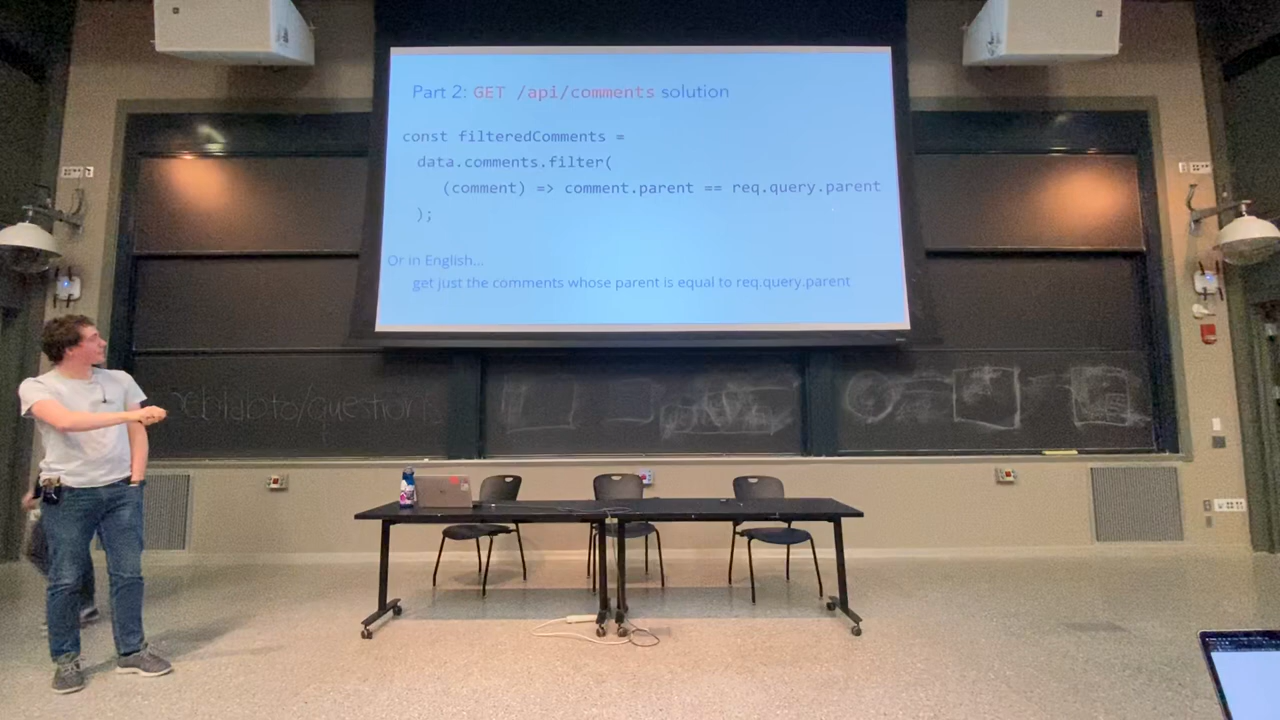 Part 2: GET /api/comments solution
const filteredComments =
data.comments.filter(
(comment) => comment.parent == req.query.parent
);
Or in English...
get just the comments whose parent is equal to req.query.parent